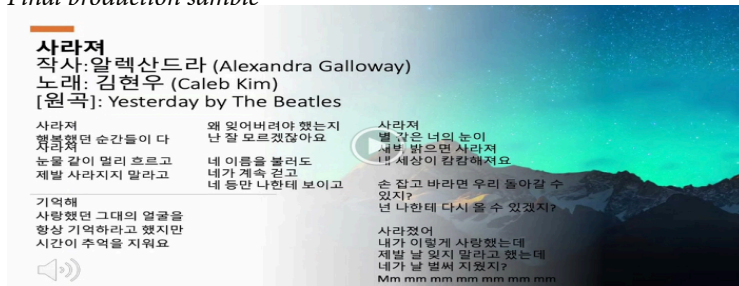 Final production sample
사라져
작사:알렉산드라 (Alexandra Galloway)
노래: 김현우 (Caleb Kim)
[원곡]: Yesterday by The Beatles
사라져
행복했던 순간들이 다
사라져
눈물 같이 멀리 흐르고
제발 사라지지 말라고
기억해
사랑했던 그대의 얼굴을
항상 기억하라고 했지만
시간이 추억을 지워요
왜 잊어버려야 했는지
난 잘 모르겠잖아요
네 이름을 불러도
네가 계속 걷고
네 등만 나한테 보이고
사라져
별 같은 너의 눈이
새벽 밝으면 사라져
내 세상이 캄캄해져요
손 잡고 바라면 우리 돌아갈 수
있지?
넌 나한테 다시 올 수 있겠지?
사라졌어
내가 이렇게 사랑했는데
제발 날 잊지 말라고 했는데
네가 날 벌써 지웠지?
Mm mm mm mm mm mm mm